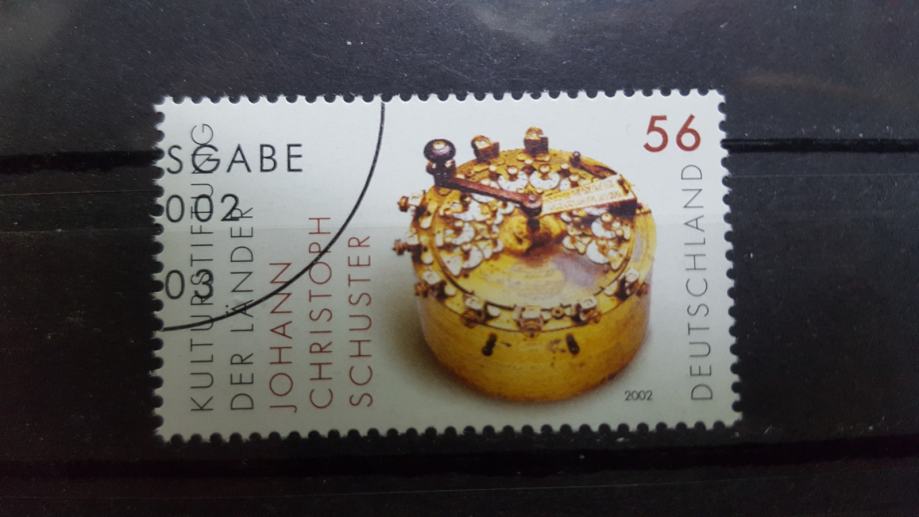 SGABE
002
03
KULTURSTIFTUNG
DER LÄNDER
JOHANN
CHRISTOPH
SCHUSTER
56
DEUTSCHLAND
2002